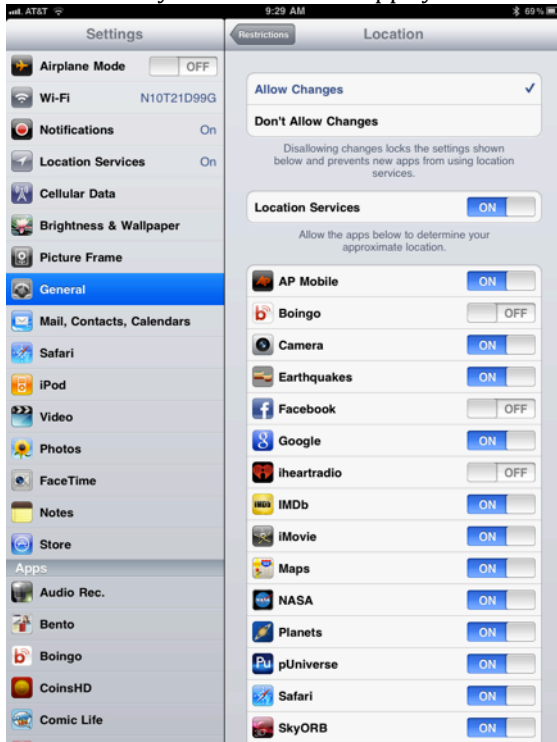 AT&T 9:29 AM 69%
Settings
Airplane Mode OFF
Wi-Fi N10T21D99G
Notifications On
Location Services On
Cellular Data
Brightness & Wallpaper
Picture Frame
General
Mail, Contacts, Calendars
Safari
iPod
Video
Photos
FaceTime
Notes
Store
Apps
Audio Rec.
Bento
Boingo
CoinsHD
Comic Life
Restrictions Location
Allow Changes
Don't Allow Changes
Disallowing changes locks the settings shown
below and prevents new apps from using location
services.
Location Services ON
Allow the apps below to determine your
approximate location.
AP Mobile ON
Boingo OFF
Camera ON
Earthquakes ON
Facebook OFF
Google ON
iheartradio OFF
IMDb ON
iMovie ON
Maps ON
NASA ON
Planets ON
pUniverse ON
Safari ON
SkyORB ON